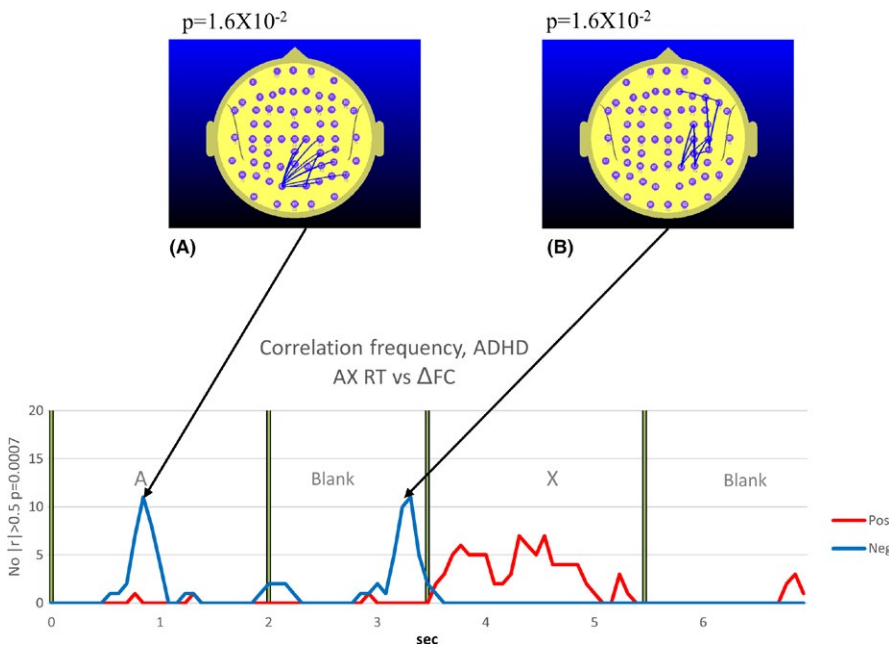 p=1.6X10⁻²
p=1.6X10⁻²
(A)
(B)
Correlation frequency, ADHD
AX RT vs ΔFC
No |r|>0.5 p=0.0007
20
15
10
5
0
A
Blank
X
Blank
Pos
Neg
0 1 2 3 4 5 6
sec